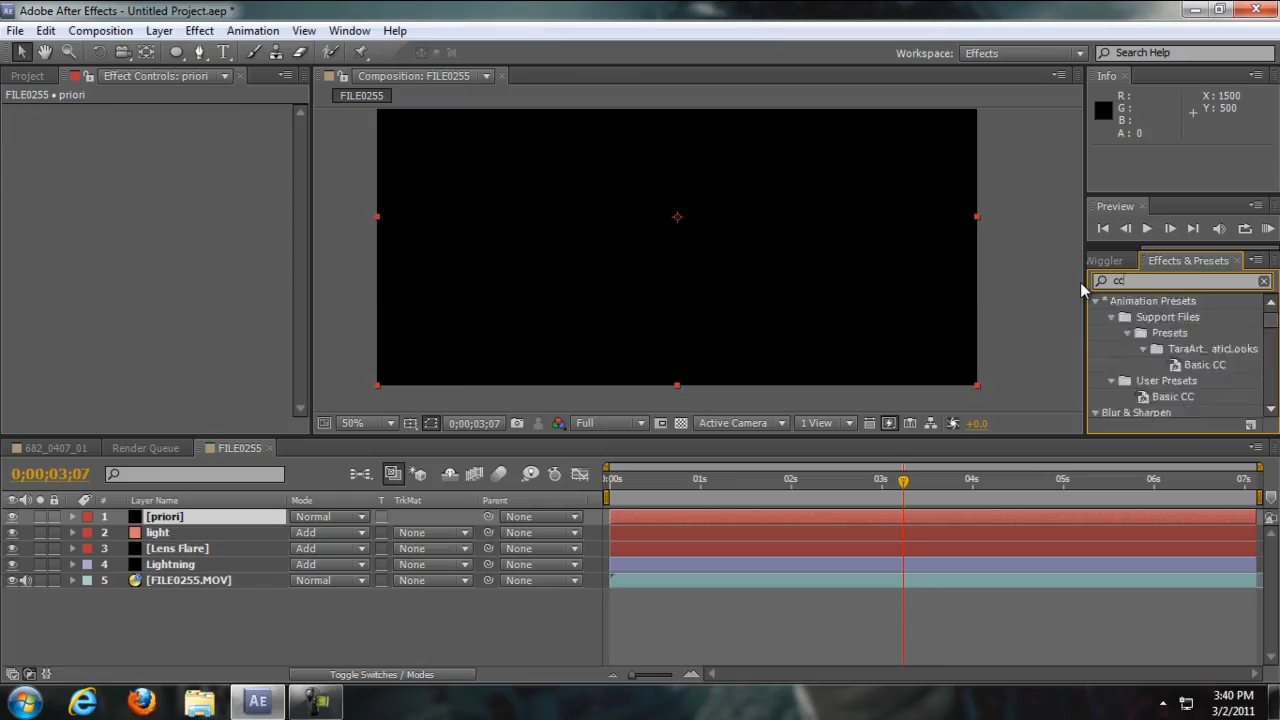 Adobe After Effects - Untitled Project.aep *
File Edit Composition Layer Effect Animation View Window Help
Workspace: Effects Search Help
Project Effect Controls: priori Composition: FILE0255 Info
FILE0255 • priori
FILE0255
R : X : 1500
G : Y : 500
B :
A : 0
Preview
Wiggler Effects & Presets
cc
* Animation Presets
Support Files
Presets
TaraArt... aticLooks
Basic CC
User Presets
Basic CC
Blur & Sharpen
50% 0;00;03;07 Full Active Camera 1 View +0.0
682_0407_01 Render Queue FILE0255
0;00;03;07 0:00s 01s 02s 03s 04s 05s 06s 07s
# Layer Name Mode T TrkMat Parent
1 [priori] Normal None
2 light Add None None
3 [Lens Flare] Add None None
4 Lightning Add None None
5 [FILE0255.MOV] Normal None None
Toggle Switches / Modes
3:40 PM
3/2/2011